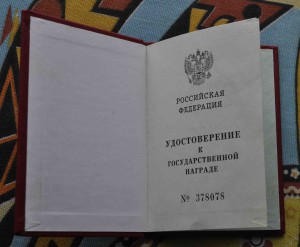 РОССИЙСКАЯ
ФЕДЕРАЦИЯ
УДОСТОВЕРЕНИЕ
К
ГОСУДАРСТВЕННОЙ
НАГРАДЕ
№ 378078